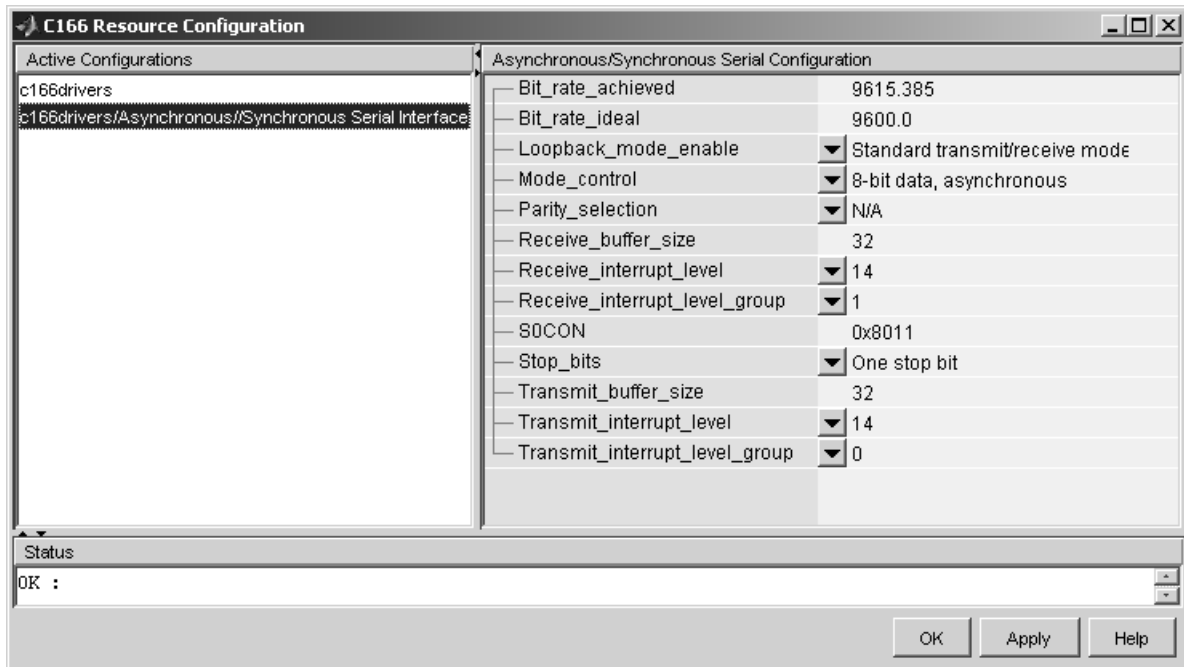 C166 Resource Configuration
Active Configurations
c166drivers
c166drivers/Asynchronous//Synchronous Serial Interface
Asynchronous/Synchronous Serial Configuration
Bit_rate_achieved 9615.385
Bit_rate_ideal 9600.0
Loopback_mode_enable Standard transmit/receive mode
Mode_control 8-bit data, asynchronous
Parity_selection N/A
Receive_buffer_size 32
Receive_interrupt_level 14
Receive_interrupt_level_group 1
S0CON 0x8011
Stop_bits One stop bit
Transmit_buffer_size 32
Transmit_interrupt_level 14
Transmit_interrupt_level_group 0
Status
OK :
OK Apply Help